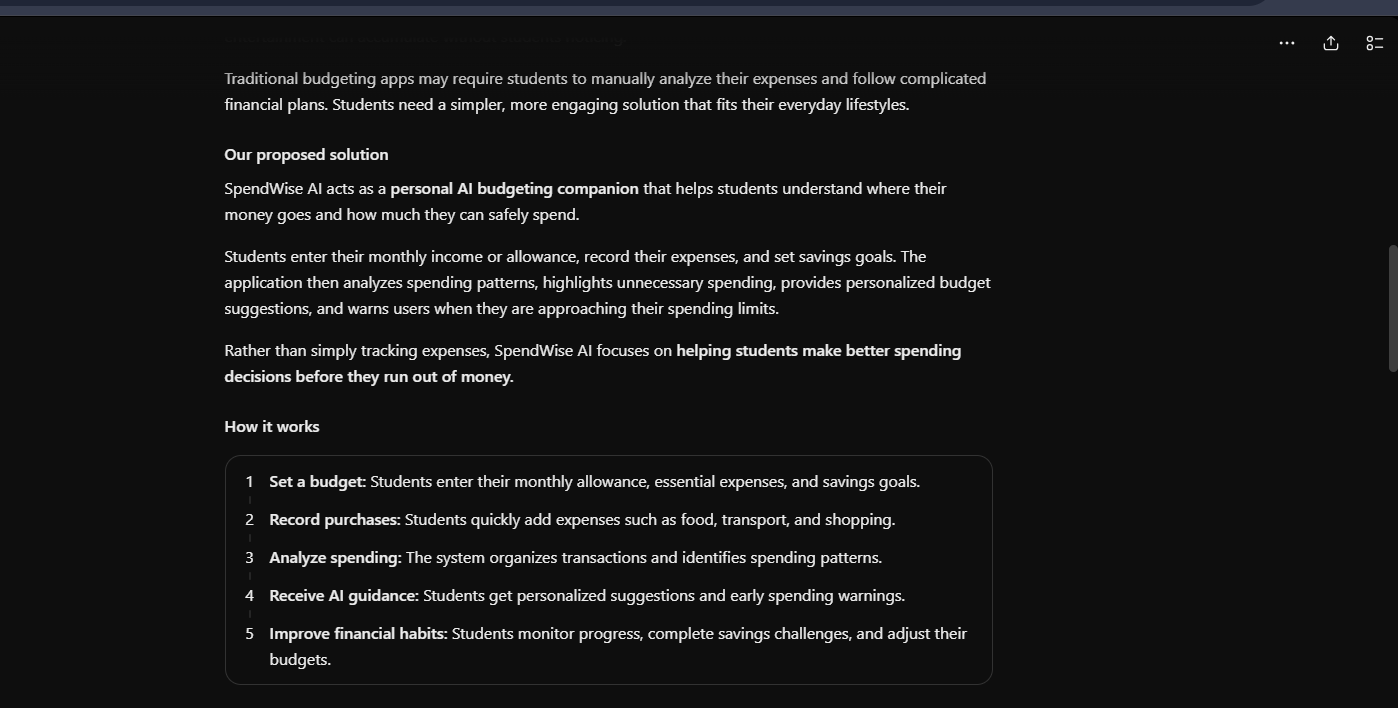 Traditional budgeting apps may require students to manually analyze their expenses and follow complicated
financial plans. Students need a simpler, more engaging solution that fits their everyday lifestyles.
Our proposed solution
SpendWise AI acts as a personal AI budgeting companion that helps students understand where their
money goes and how much they can safely spend.
Students enter their monthly income or allowance, record their expenses, and set savings goals. The
application then analyzes spending patterns, highlights unnecessary spending, provides personalized budget
suggestions, and warns users when they are approaching their spending limits.
Rather than simply tracking expenses, SpendWise AI focuses on helping students make better spending
decisions before they run out of money.
How it works
1 Set a budget: Students enter their monthly allowance, essential expenses, and savings goals.
2 Record purchases: Students quickly add expenses such as food, transport, and shopping.
3 Analyze spending: The system organizes transactions and identifies spending patterns.
4 Receive AI guidance: Students get personalized suggestions and early spending warnings.
5 Improve financial habits: Students monitor progress, complete savings challenges, and adjust their
budgets.